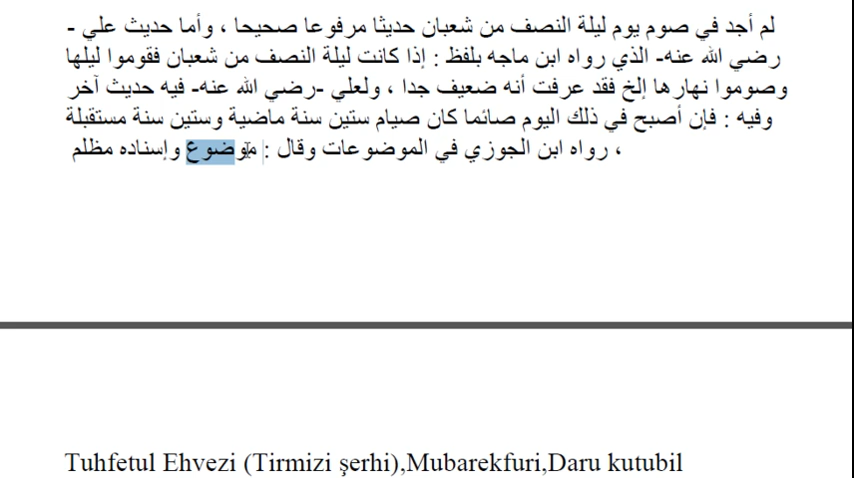 لم أجد في صوم يوم ليلة النصف من شعبان حديثا مرفوعا صحيحا ، وأما حديث علي -
رضي الله عنه- الذي رواه ابن ماجه بلفظ : إذا كانت ليلة النصف من شعبان فقوموا ليلها
وصوموا نهارها إلخ فقد عرفت أنه ضعيف جدا ، ولعلي -رضي الله عنه- فيه حديث آخر
وفيه : فإن أصبح في ذلك اليوم صائما كان صيام ستين سنة ماضية وستين سنة مستقبلة
، رواه ابن الجوزي في الموضوعات وقال : موضوع وإسناده مظلم
Tuhfetul Ehvezi (Tirmizi şerhi),Mubarekfuri,Daru kutubil